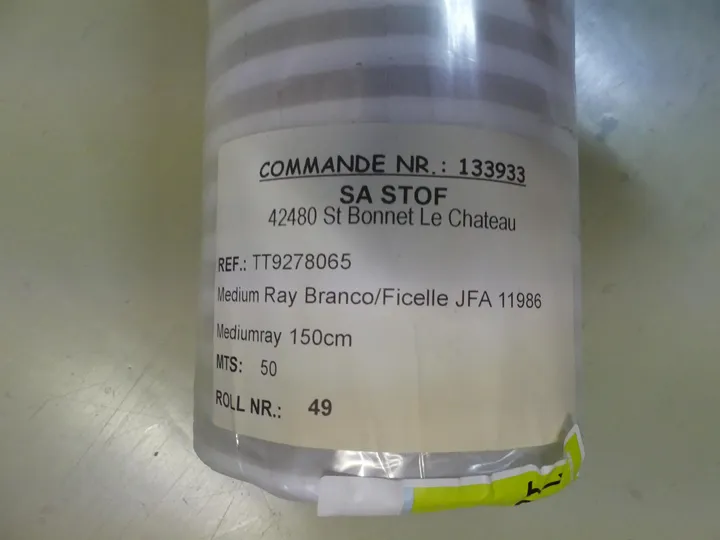 COMMANDE NR.: 133933
SA STOF
42480 St Bonnet Le Chateau
REF.: TT9278065
Medium Ray Branco/Ficelle JFA 11986
Mediumray 150cm
MTS: 50
ROLL NR.: 49